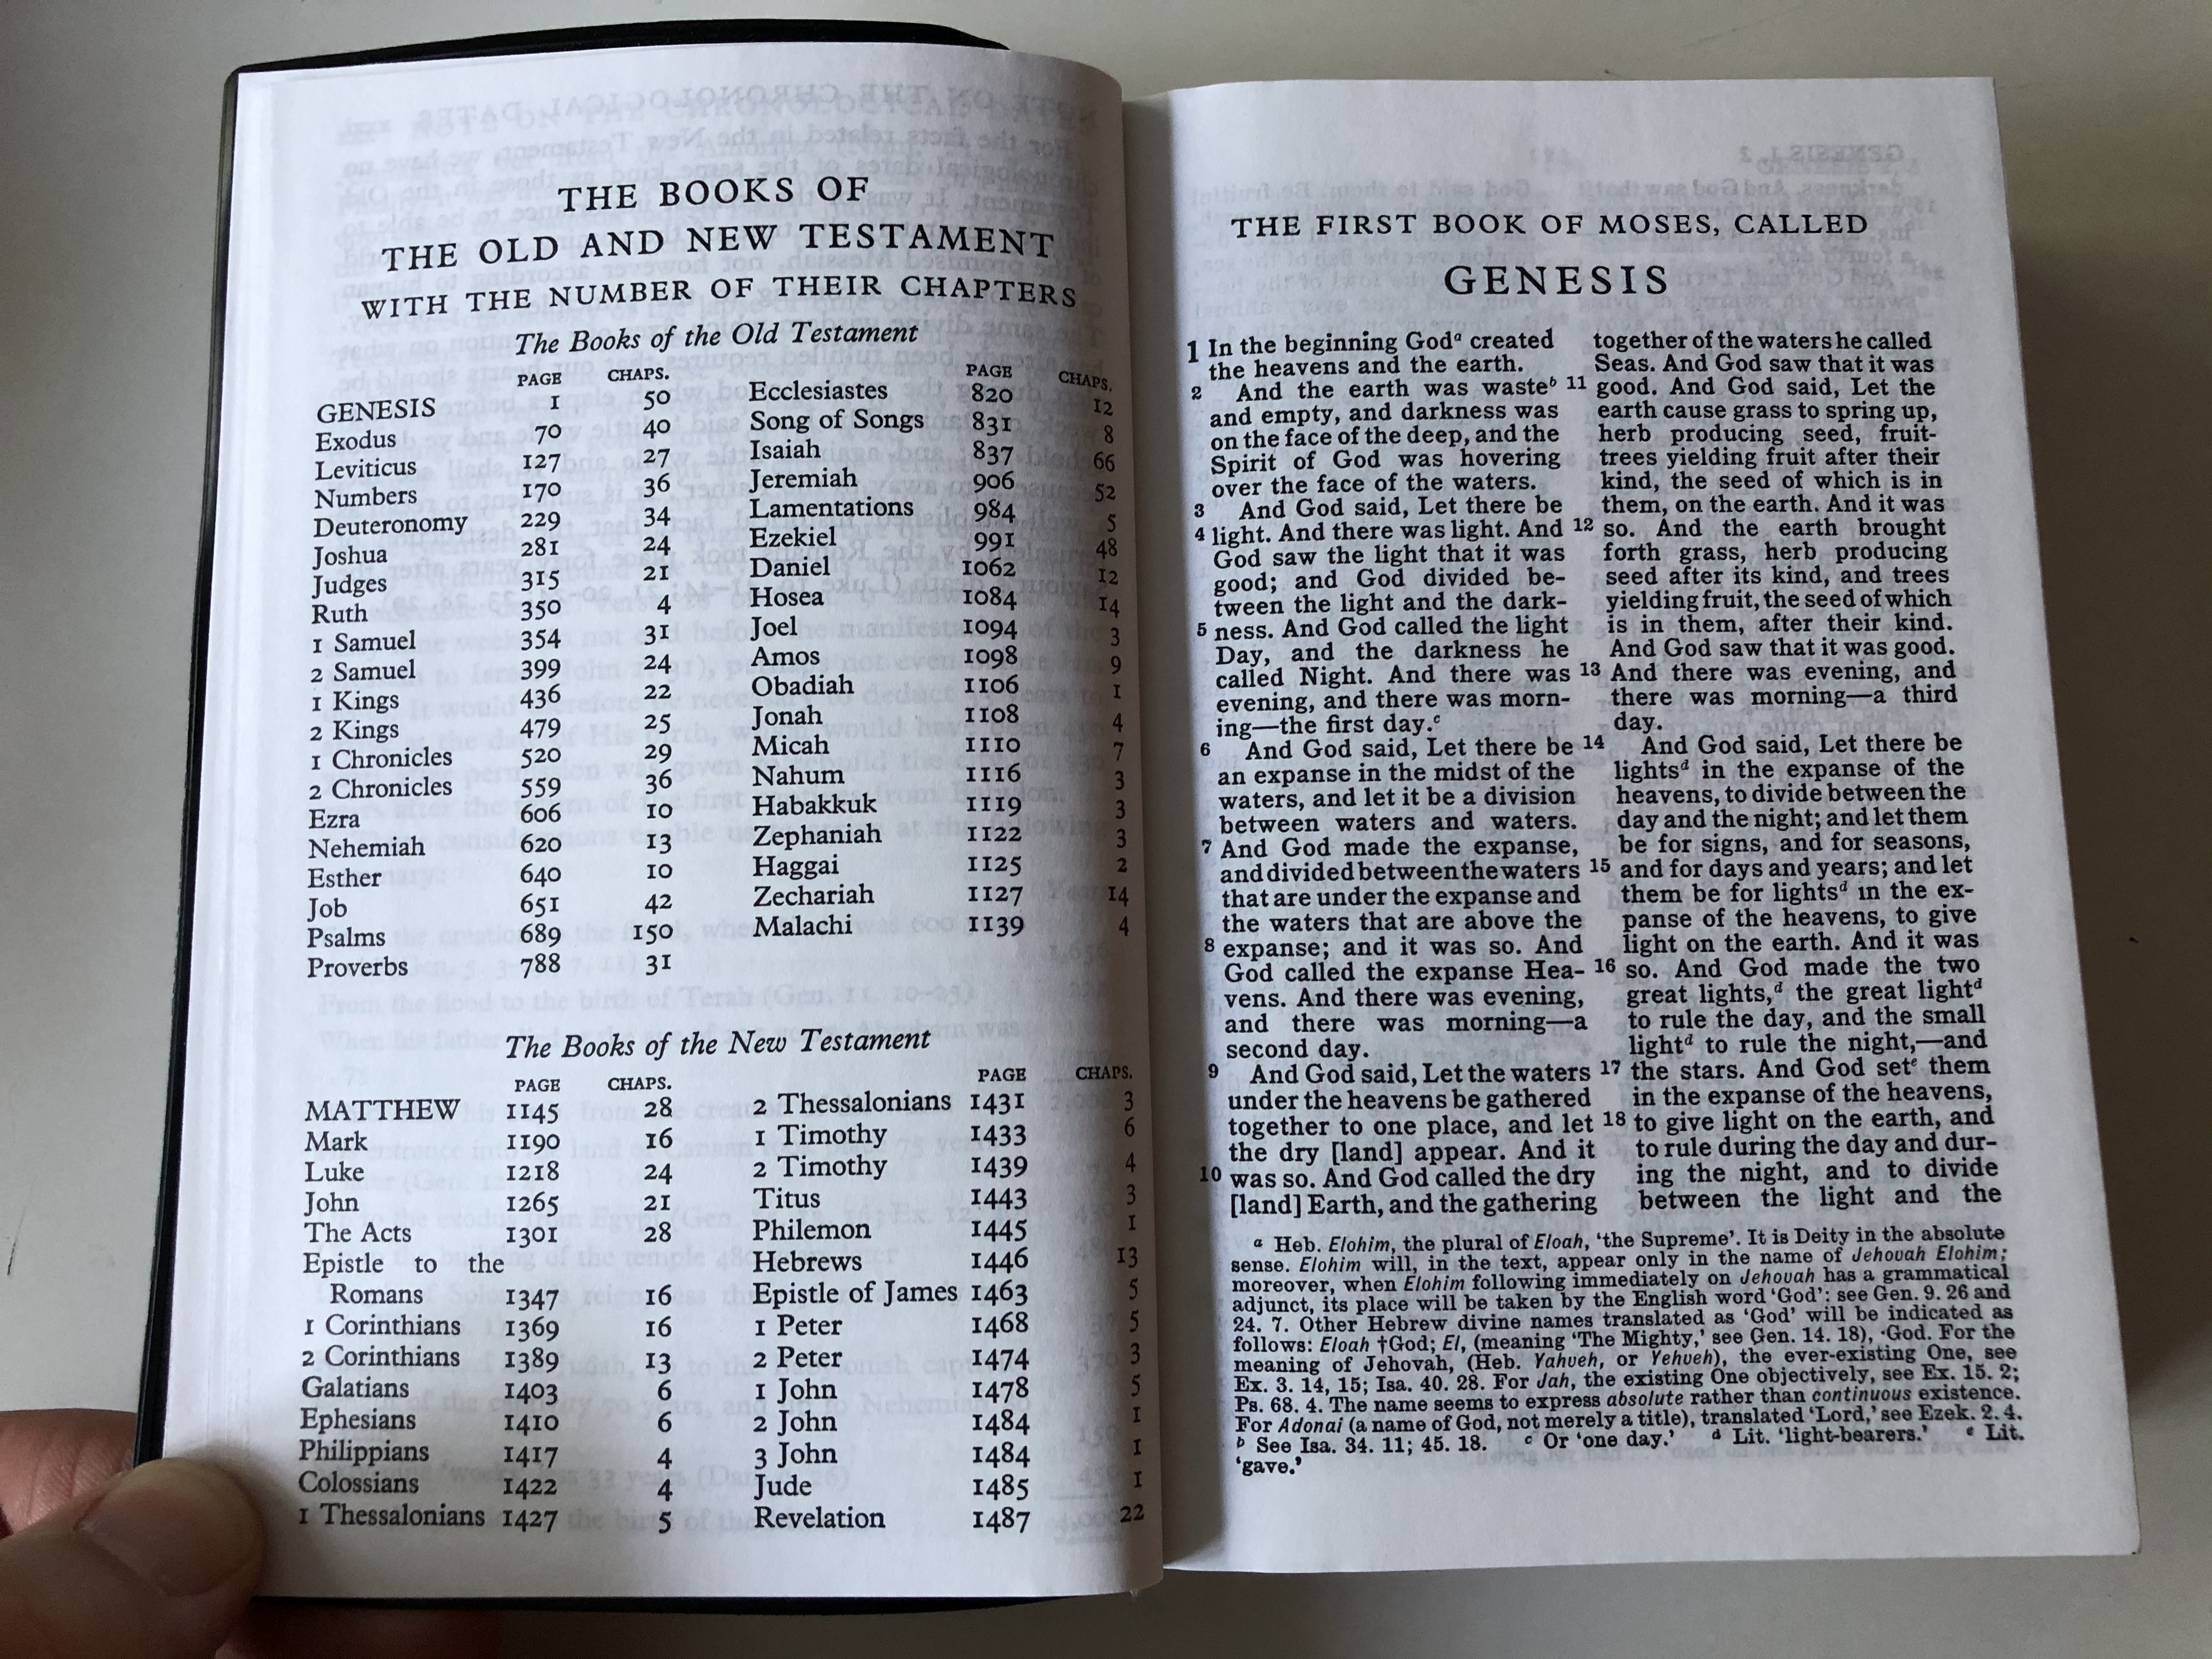 THE BOOKS OF
THE OLD AND NEW TESTAMENT
WITH THE NUMBER OF THEIR CHAPTERS
The Books of the Old Testament
PAGE CHAPS.
GENESIS 1 50
Exodus 70 40
Leviticus 127 27
Numbers 170 36
Deuteronomy 229 34
Joshua 281 24
Judges 315 21
Ruth 350 4
1 Samuel 354 31
2 Samuel 399 24
1 Kings 436 22
2 Kings 479 25
1 Chronicles 520 29
2 Chronicles 559 36
Ezra 606 10
Nehemiah 620 13
Esther 640 10
Job 651 42
Psalms 689 150
Proverbs 788 31
PAGE CHAPS.
Ecclesiastes 820 12
Song of Songs 831 8
Isaiah 837 66
Jeremiah 906 52
Lamentations 984 5
Ezekiel 991 48
Daniel 1062 12
Hosea 1084 14
Joel 1094 3
Amos 1098 9
Obadiah 1106 1
Jonah 1108 4
Micah 1110 7
Nahum 1116 3
Habakkuk 1119 3
Zephaniah 1122 3
Haggai 1125 2
Zechariah 1127 14
Malachi 1139 4
The Books of the New Testament
PAGE CHAPS.
MATTHEW 1145 28
Mark 1190 16
Luke 1218 24
John 1265 21
The Acts 1301 28
Epistle to the
Romans 1347 16
1 Corinthians 1369 16
2 Corinthians 1389 13
Galatians 1403 6
Ephesians 1410 6
Philippians 1417 4
Colossians 1422 4
1 Thessalonians 1427 5
PAGE CHAPS.
2 Thessalonians 1431 3
1 Timothy 1433 6
2 Timothy 1439 4
Titus 1443 3
Philemon 1445 1
Hebrews 1446 13
Epistle of James 1463 5
1 Peter 1468 5
2 Peter 1474 3
1 John 1478 5
2 John 1484 1
3 John 1484 1
Jude 1485 1
Revelation 1487 22
THE FIRST BOOK OF MOSES, CALLED
GENESIS
1 In the beginning God^a created
the heavens and the earth.
2 And the earth was waste^b
and empty, and darkness was
on the face of the deep, and the
Spirit of God was hovering
over the face of the waters.
3 And God said, Let there be
4 light. And there was light. And
God saw the light that it was
good; and God divided be-
tween the light and the dark-
5 ness. And God called the light
Day, and the darkness he
called Night. And there was
evening, and there was morn-
ing—the first day.^c
6 And God said, Let there be
an expanse in the midst of the
waters, and let it be a division
between waters and waters.
7 And God made the expanse,
and divided between the waters
that are under the expanse and
the waters that are above the
8 expanse; and it was so. And
God called the expanse Hea-
vens. And there was evening,
and there was morning—a
second day.
9 And God said, Let the waters
under the heavens be gathered
together to one place, and let
the dry [land] appear. And it
10 was so. And God called the dry
[land] Earth, and the gathering
together of the waters he called
Seas. And God saw that it was
11 good. And God said, Let the
earth cause grass to spring up,
herb producing seed, fruit-
trees yielding fruit after their
kind, the seed of which is in
them, on the earth. And it was
12 so. And the earth brought
forth grass, herb producing
seed after its kind, and trees
yielding fruit, the seed of which
is in them, after their kind.
And God saw that it was good.
13 And there was evening, and
there was morning—a third
day.
14 And God said, Let there be
lights^d in the expanse of the
heavens, to divide between the
day and the night; and let them
be for signs, and for seasons,
15 and for days and years; and let
them be for lights^d in the ex-
panse of the heavens, to give
light on the earth. And it was
16 so. And God made the two
great lights,^d the great light^d
to rule the day, and the small
light^d to rule the night,—and
17 the stars. And God set^e them
in the expanse of the heavens,
18 to give light on the earth, and
to rule during the day and dur-
ing the night, and to divide
between the light and the
a Heb. Elohim, the plural of Eloah, ‘the Supreme’. It is Deity in the absolute
sense. Elohim will, in the text, appear only in the name of Jehovah Elohim;
moreover, when Elohim following immediately on Jehovah has a grammatical
adjunct, its place will be taken by the English word ‘God’: see Gen. 9. 26 and
24. 7. Other Hebrew divine names translated as ‘God’ will be indicated as
follows: Eloah †God; El, (meaning ‘The Mighty,’ see Gen. 14. 18), ·God. For the
meaning of Jehovah, (Heb. Yahveh, or Yehveh), the ever-existing One, see
Ex. 3. 14, 15; Isa. 40. 28. For Jah, the existing One objectively, see Ex. 15. 2;
Ps. 68. 4. The name seems to express absolute rather than continuous existence.
For Adonai (a name of God, not merely a title), translated ‘Lord,’ see Ezek. 2. 4.
b See Isa. 34. 11; 45. 18. c Or ‘one day.’ d Lit. ‘light-bearers.’ e Lit.
‘gave.’